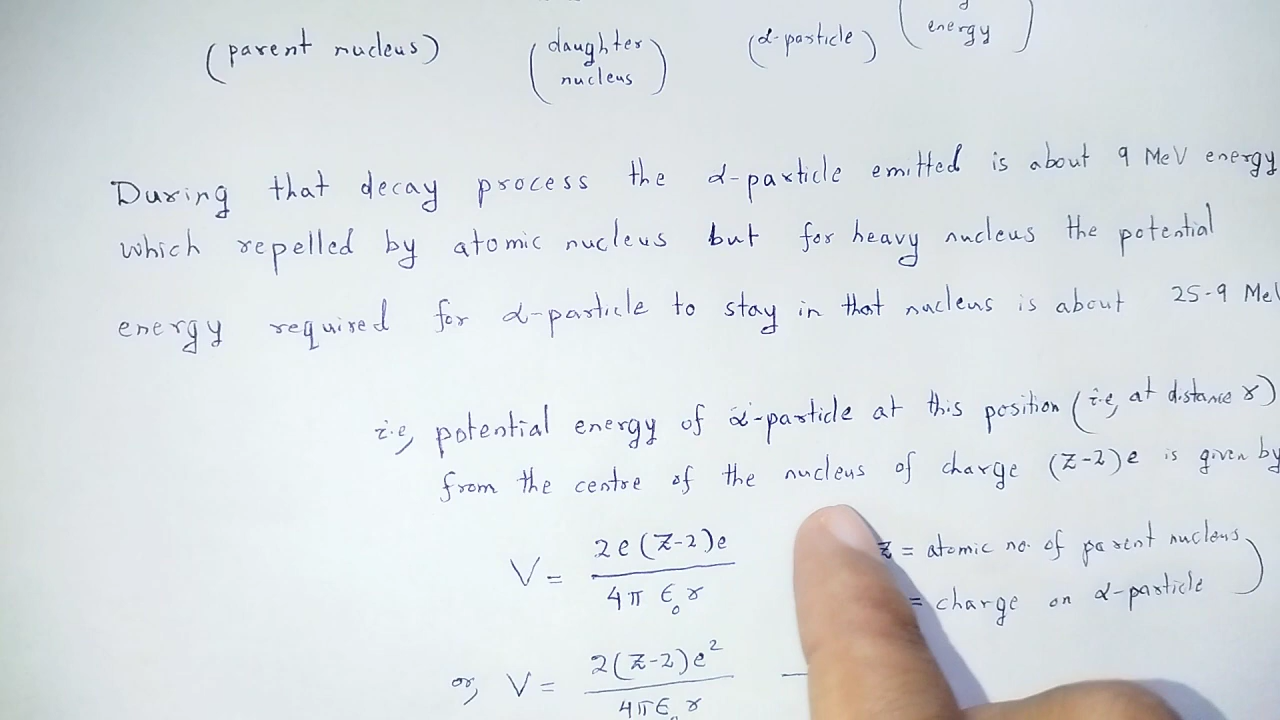 (parent nucleus) (daughter nucleus) (α-particle) (energy)
During that decay process the α-particle emitted is about 9 MeV energy
which repelled by atomic nucleus but for heavy nucleus the potential
energy required for α-particle to stay in that nucleus is about 25-9 MeV
i.e, potential energy of α-particle at this position (i.e, at distance r)
from the centre of the nucleus of charge (Z-2)e is given by
V = 2e(Z-2)e / 4π ϵ₀ r
Z = atomic no. of parent nucleus
= charge on α-particle)
or, V = 2(Z-2)e² / 4πϵ₀ r